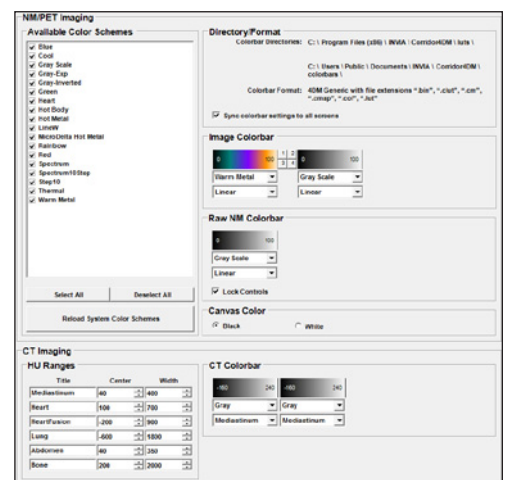 NM/PET Imaging
Available Color Schemes
Blue
Cool
Gray Scale
Gray-Exp
Gray-Inverted
Green
Heart
Hot Body
Hot Metal
LineW
MicroDelta Hot Metal
Rainbow
Red
Spectrum
Spectrum10Step
Step10
Thermal
Warm Metal
Select All Deselect All
Reload System Color Schemes
Directory/Format
Colorbar Directories: C:\ Program Files (x86) \ INVIA \ Corridor4DM \ luts \
C:\ Users \ Public \ Documents \ INVIA \ Corridor4DM \
colorbars \
Colorbar Format: 4DM Generic with file extensions "*.bin", "*.clut", "*.cm",
"*.cmap", "*.col", "*.lut"
Sync colorbar settings to all screens
Image Colorbar
0 100 1 2 0 100
3 4
Warm Metal Gray Scale
Linear Linear
Raw NM Colorbar
0 100
Gray Scale
Linear
Lock Controls
Canvas Color
Black White
CT Imaging
HU Ranges
Title Center Width
Mediastinum 40 400
Heart 100 700
HeartFusion -200 900
Lung -600 1800
Abdomen 40 350
Bone 200 2000
CT Colorbar
-160 240 -160 240
Gray Gray
Mediastinum Mediastinum